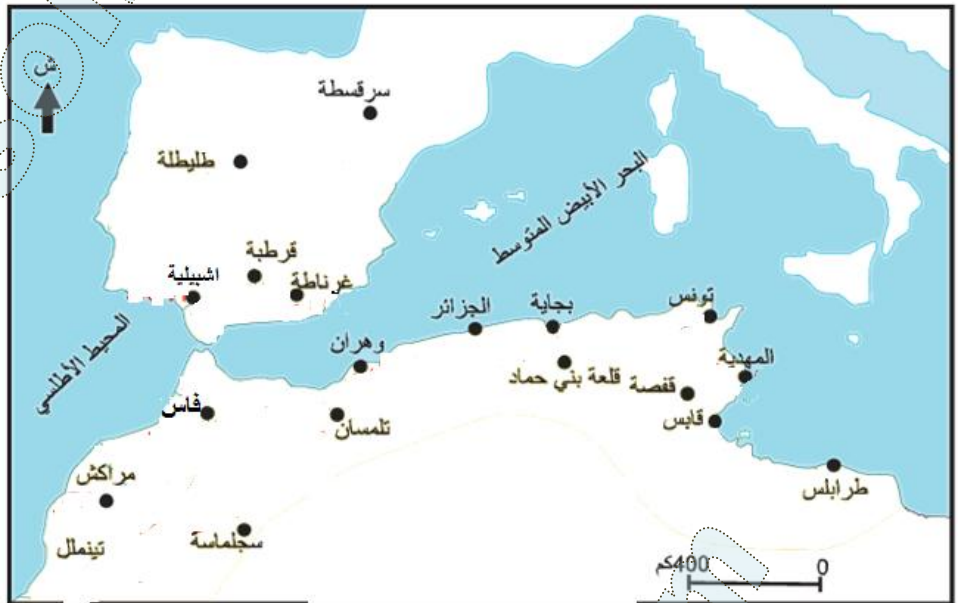 ش
سرقسطة
طليطلة
البحر الأبيض المتوسط
قرطبة
اشبيلية
غرناطة
المحيط الأطلسي
تونس
بجاية
الجزائر
وهران
المهدية
قلعة بني حماد
قفصة
فاس
تلمسان
قابس
مراكش
طرابلس
سجلماسة
تينملل
400كم
0